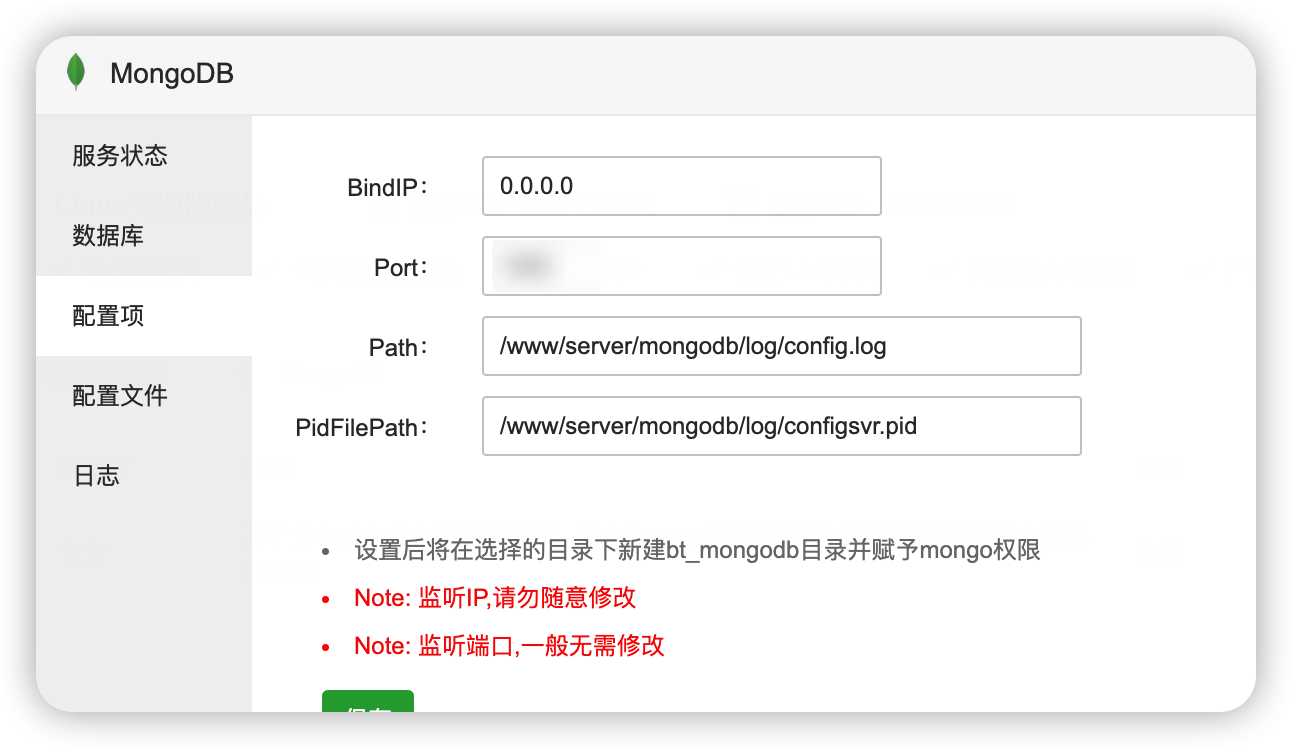 MongoDB
服务状态
数据库
配置项
配置文件
日志
BindIP：
0.0.0.0
Port：
Path：
/www/server/mongodb/log/config.log
PidFilePath：
/www/server/mongodb/log/configsvr.pid
设置后将在选择的目录下新建bt_mongodb目录并赋予mongo权限
Note: 监听IP,请勿随意修改
Note: 监听端口,一般无需修改